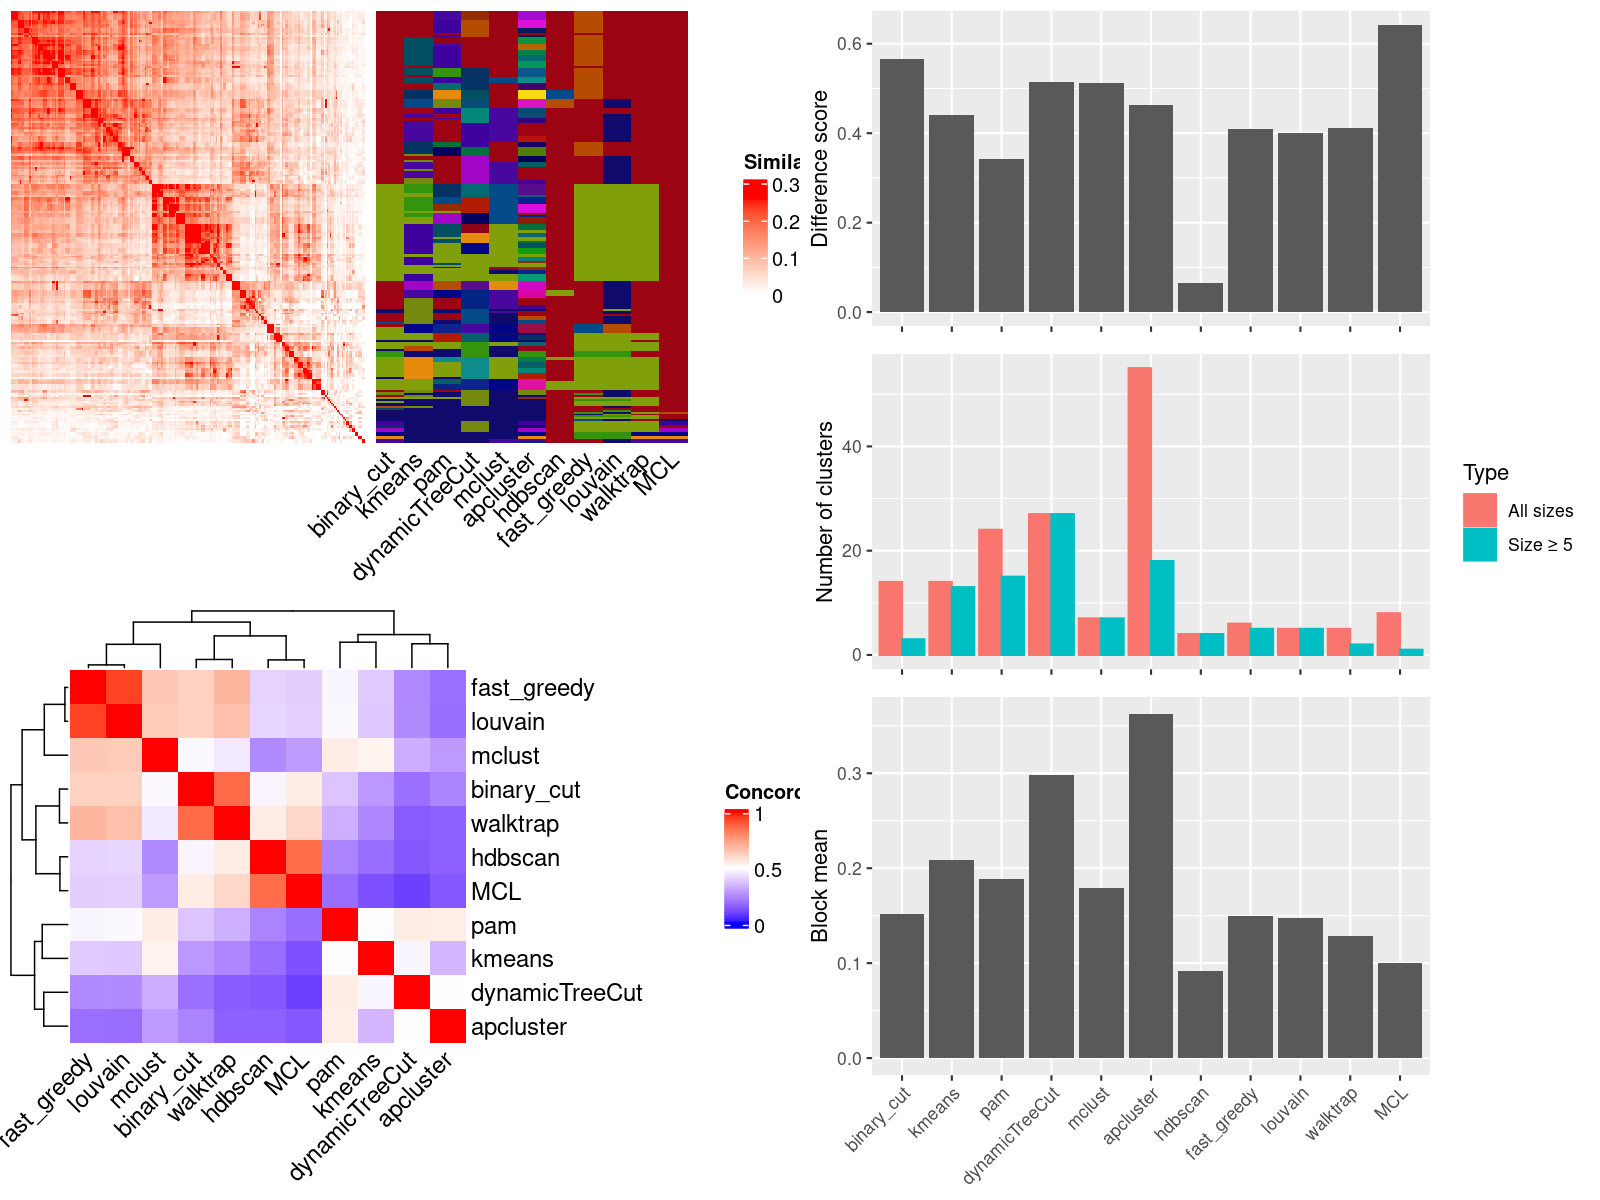 Simila
0.3
0.2
0.1
0
binary_cut
kmeans
pam
dynamicTreeCut
mclust
apcluster
hdbscan
fast_greedy
louvain
walktrap
MCL
fast_greedy
louvain
mclust
binary_cut
walktrap
hdbscan
MCL
pam
kmeans
dynamicTreeCut
apcluster
Concord
1
0.5
0
fast_greedy
louvain
mclust
binary_cut
walktrap
hdbscan
MCL
pam
kmeans
dynamicTreeCut
apcluster
Difference score
0.6
0.4
0.2
0.0
Number of clusters
40
20
0
Type
All sizes
Size ≥ 5
Block mean
0.3
0.2
0.1
0.0
binary_cut
kmeans
pam
dynamicTreeCut
mclust
apcluster
hdbscan
fast_greedy
louvain
walktrap
MCL